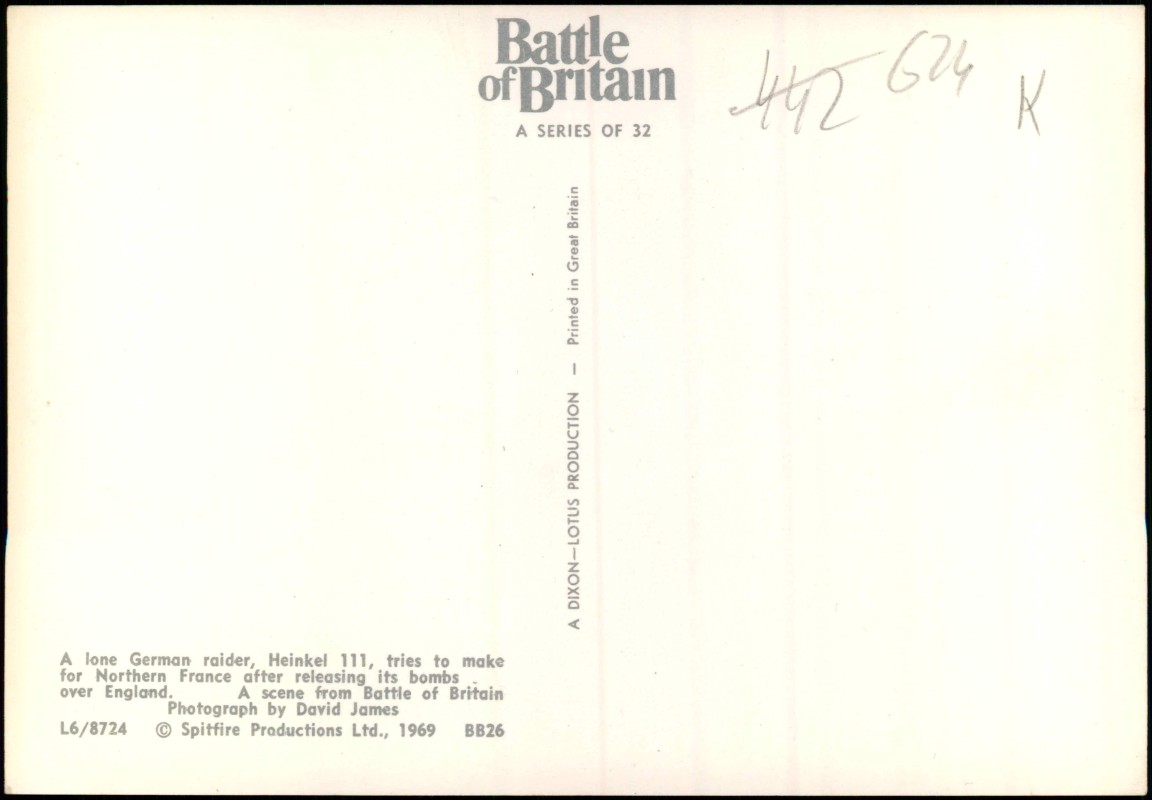 Battle
of Britain
A SERIES OF 32
442 624 K
A DIXON—LOTUS PRODUCTION — Printed in Great Britain
A lone German raider, Heinkel 111, tries to make
for Northern France after releasing its bombs
over England. A scene from Battle of Britain
Photograph by David James
L6/8724 © Spitfire Productions Ltd., 1969 BB26